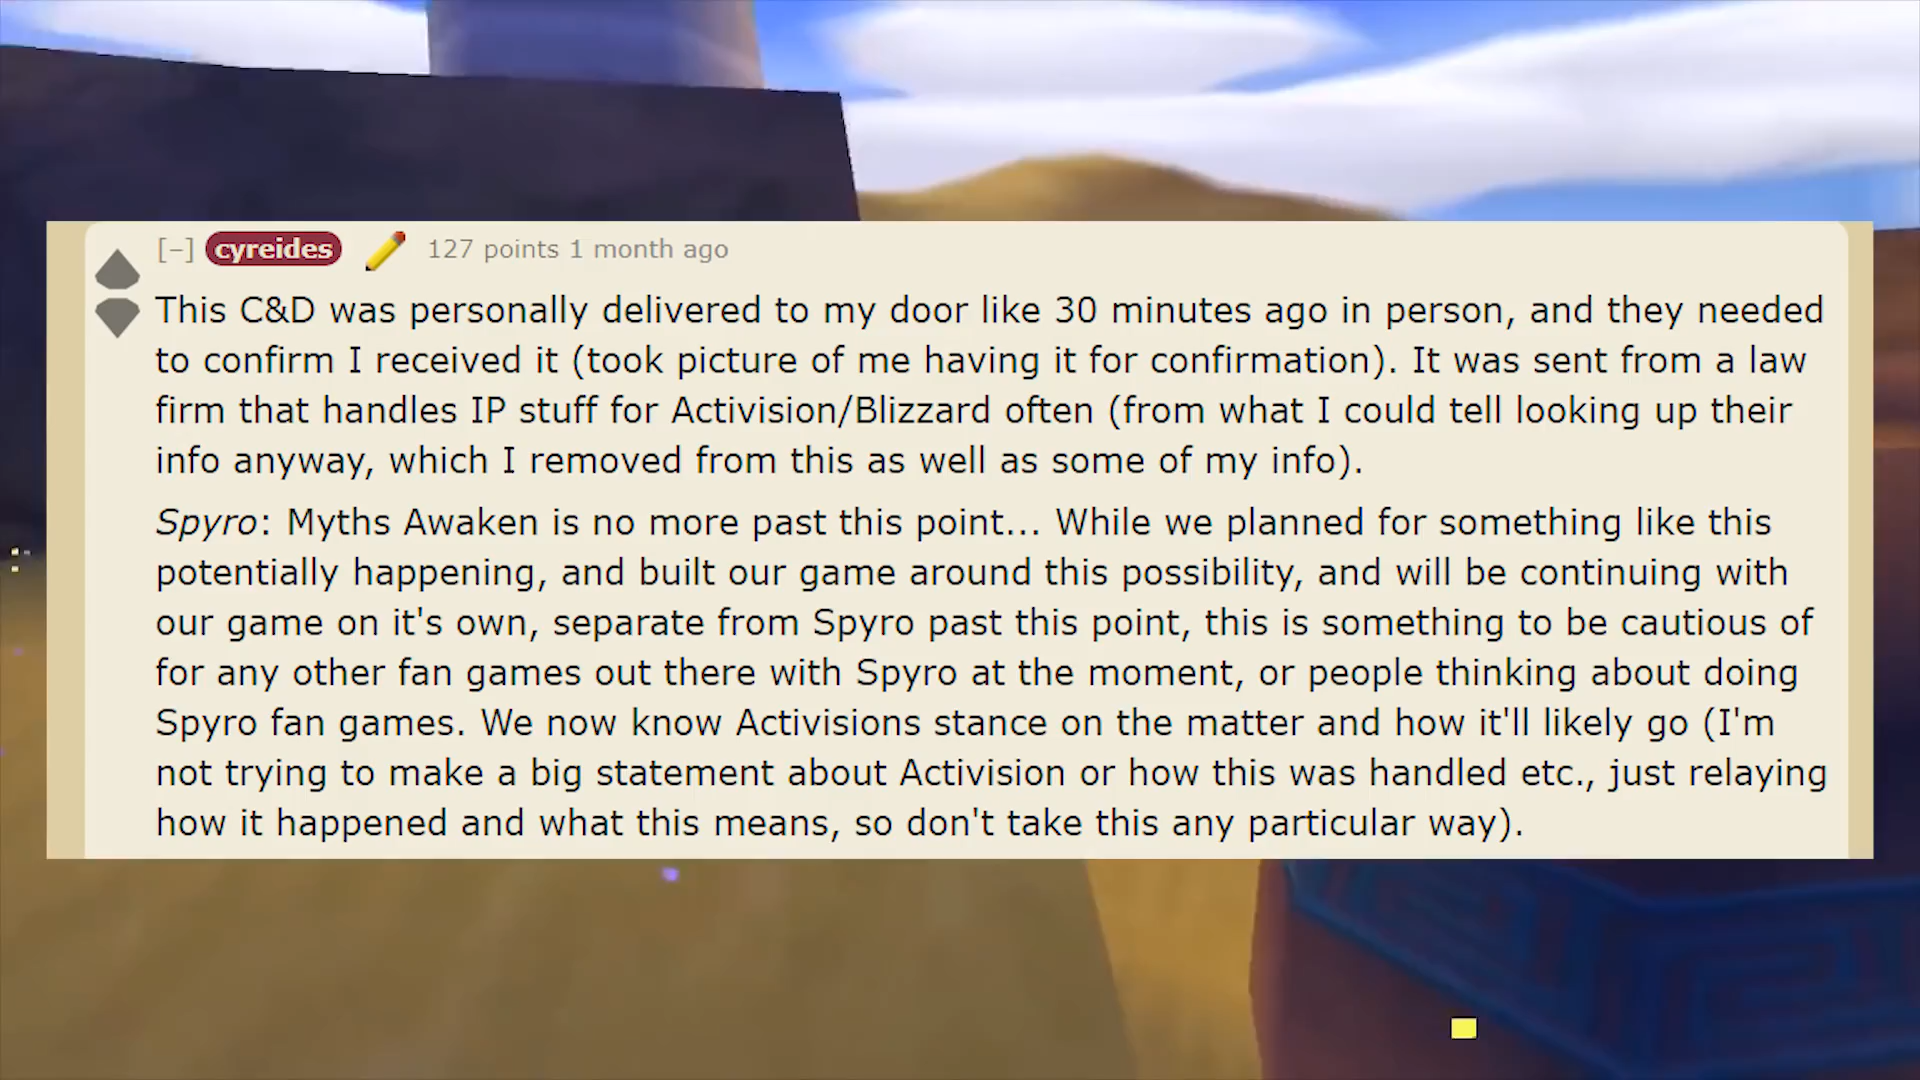 [–] cyreides 127 points 1 month ago
This C&D was personally delivered to my door like 30 minutes ago in person, and they needed
to confirm I received it (took picture of me having it for confirmation). It was sent from a law
firm that handles IP stuff for Activision/Blizzard often (from what I could tell looking up their
info anyway, which I removed from this as well as some of my info).
Spyro: Myths Awaken is no more past this point... While we planned for something like this
potentially happening, and built our game around this possibility, and will be continuing with
our game on it's own, separate from Spyro past this point, this is something to be cautious of
for any other fan games out there with Spyro at the moment, or people thinking about doing
Spyro fan games. We now know Activisions stance on the matter and how it'll likely go (I'm
not trying to make a big statement about Activision or how this was handled etc., just relaying
how it happened and what this means, so don't take this any particular way).